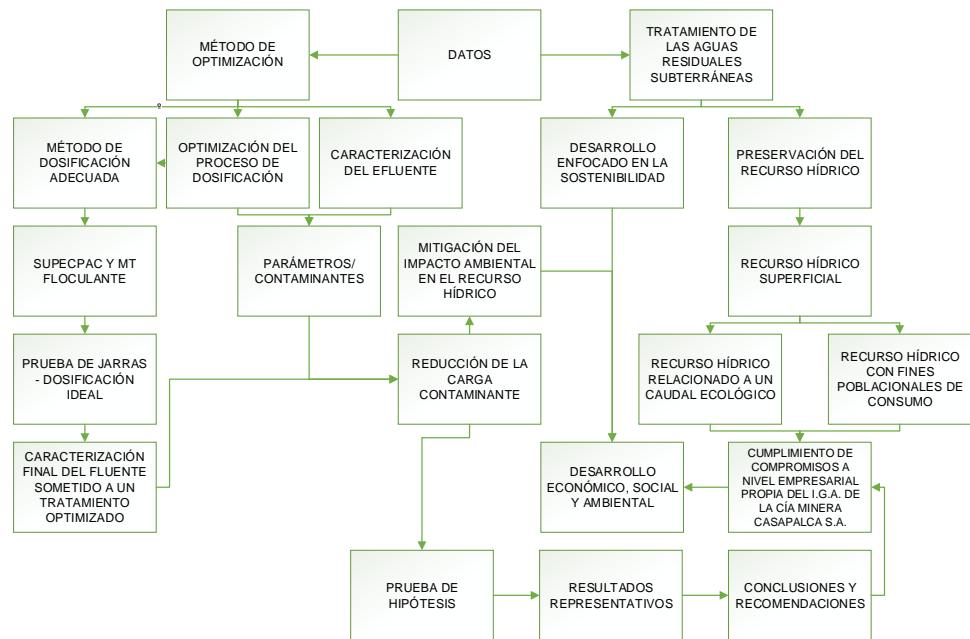 MÉTODO DE
OPTIMIZACIÓN
DATOS
TRATAMIENTO DE
LAS AGUAS
RESIDUALES
SUBTERRÁNEAS
MÉTODO DE
DOSIFICACIÓN
ADECUADA
OPTIMIZACIÓN DEL
PROCESO DE
DOSIFICACIÓN
CARACTERIZACIÓN
DEL EFLUENTE
DESARROLLO
ENFOCADO EN LA
SOSTENIBILIDAD
PRESERVACIÓN DEL
RECURSO HÍDRICO
SUPECPAC Y MT
FLOCULANTE
PARÁMETROS/
CONTAMINANTES
MITIGACIÓN DEL
IMPACTO AMBIENTAL
EN EL RECURSO
HÍDRICO
RECURSO HÍDRICO
SUPERFICIAL
PRUEBA DE JARRAS
- DOSIFICACIÓN
IDEAL
REDUCCIÓN DE LA
CARGA
CONTAMINANTE
RECURSO HÍDRICO
RELACIONADO A UN
CAUDAL ECOLÓGICO
RECURSO HÍDRICO
CON FINES
POBLACIONALES DE
CONSUMO
CARACTERIZACIÓN
FINAL DEL FLUENTE
SOMETIDO A UN
TRATAMIENTO
OPTIMIZADO
DESARROLLO
ECONÓMICO, SOCIAL
Y AMBIENTAL
CUMPLIMIENTO DE
COMPROMISOS A
NIVEL EMPRESARIAL
PROPIA DEL I.G.A. DE
LA CÍA MINERA
CASAPALCA S.A.
PRUEBA DE
HIPÓTESIS
RESULTADOS
REPRESENTATIVOS
CONCLUSIONES Y
RECOMENDACIONES